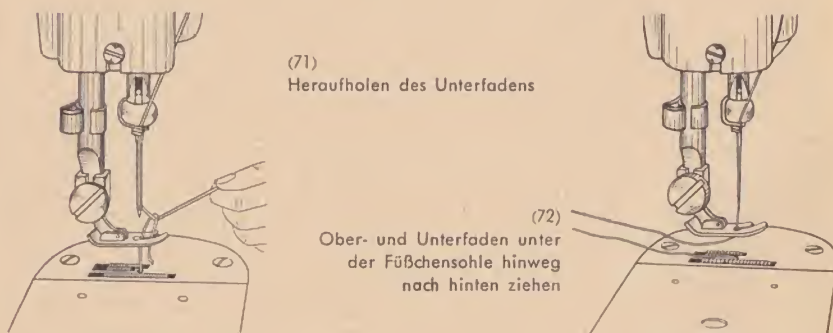 (71)
Heraufholen des Unterfadens
(72)
Ober- und Unterfaden unter
der Füßchensohle hinweg
nach hinten ziehen